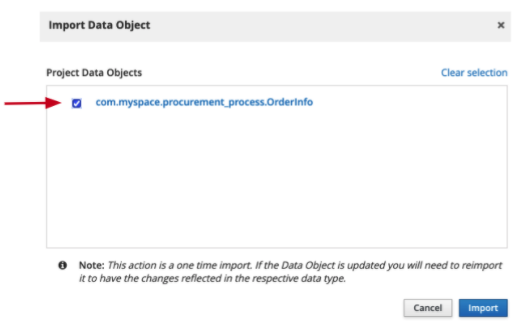 Import Data Object ×
Project Data Objects Clear selection
com.myspace.procurement_process.OrderInfo
Note: This action is a one time import. If the Data Object is updated you will need to reimport
it to have the changes reflected in the respective data type.
Cancel Import